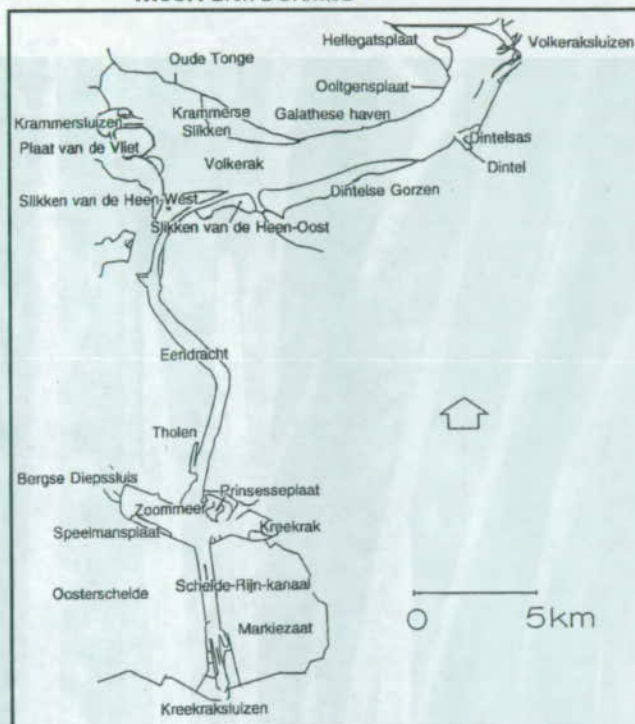 Hellegatsplaat
Volkeraksluizen
Oude Tonge
Ooltgensplaat
Krammerse
Slikken
Galathese haven
Krammersluizen
Plaat van de Vliet
Dintelsas
Volkerak
Dintel
Dintelse Gorzen
Slikken van de Heen-West
Slikken van de Heen-Oost
Eendracht
Tholen
Bergse Diepssluis
Prinsesseplaat
Zoommeer
Speelmansplaat
Kreekrak
Oosterschelde
Schelde-Rijn-kanaal
Markiezaat
0 5km
Kreekraksluizen